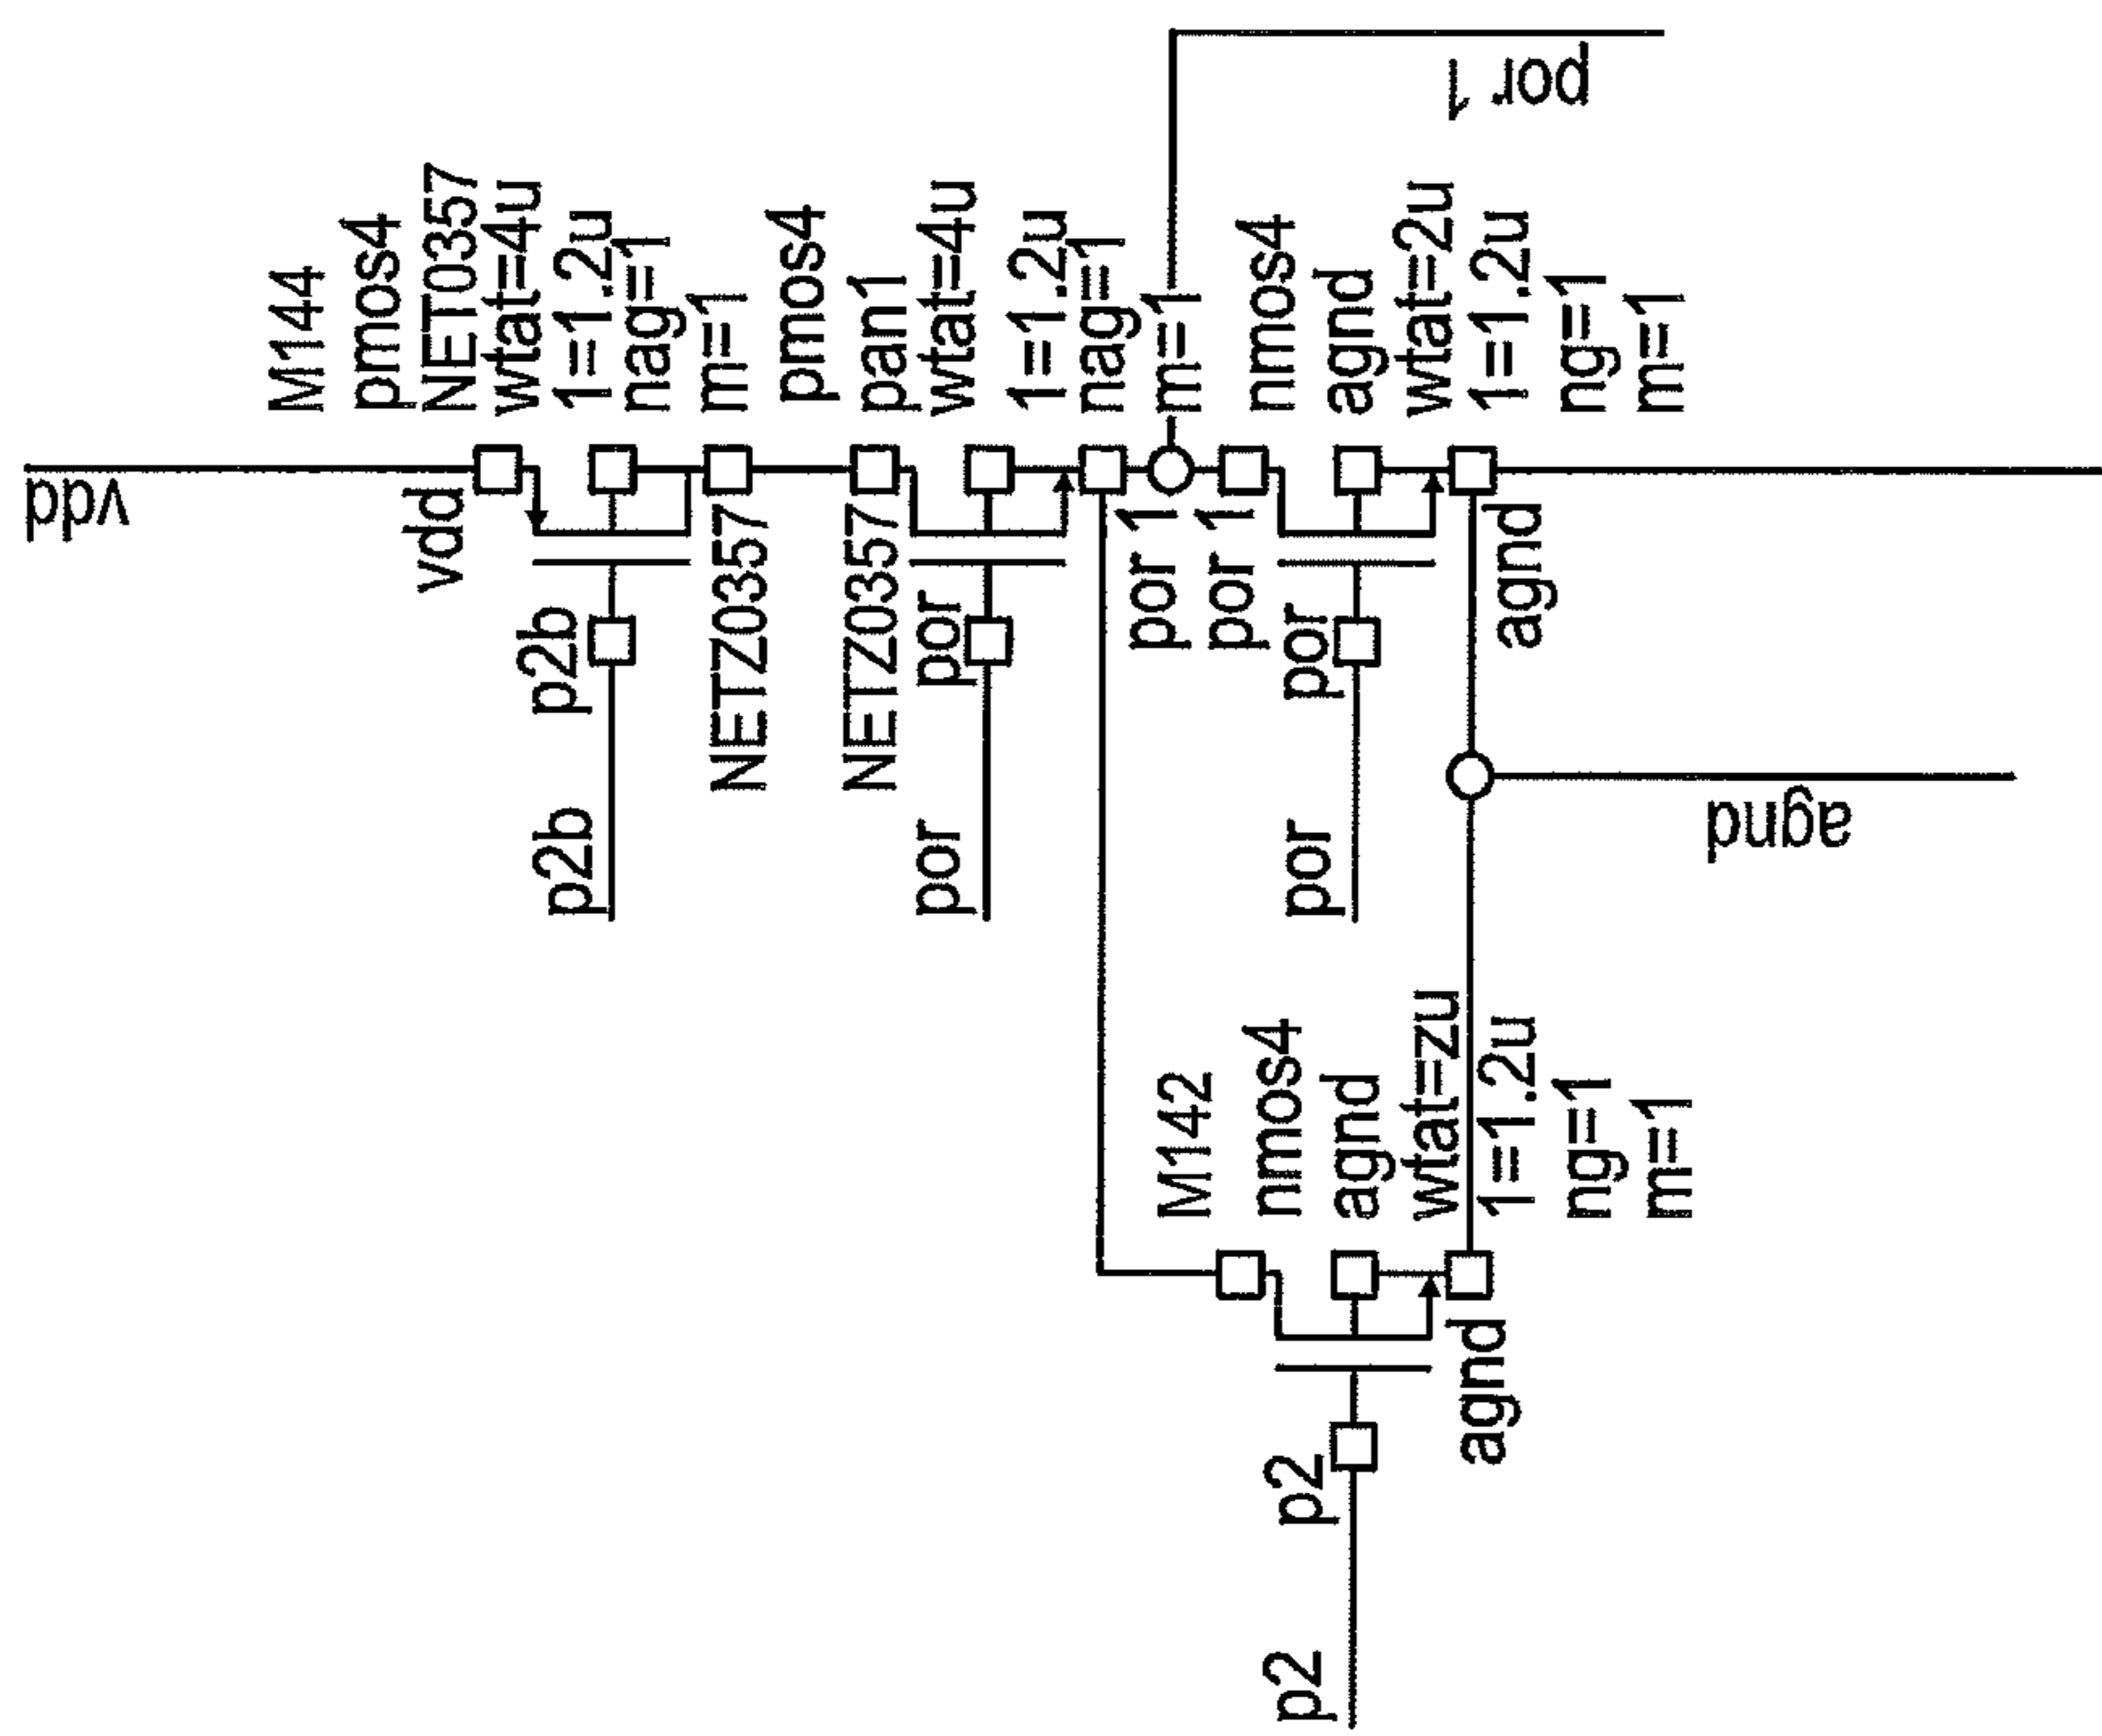 vdd
vdd
M144
pmos4
NET0357
wtat=4u
1=1.2u
nag=1
m=1
p2b
p2b
NETZ0357
pmos4
pan1
wtat=4u
1=1.2u
nag=1
m=1
NETZ0357
por
por
por 1
por 1
por 1
nmos4
agnd
wtat=2u
1=1.2u
ng=1
m=1
por
por
agnd
agnd
M142
nmos4
agnd
wtat=zu
1=1.2u
ng=1
m=1
p2
p2
agnd